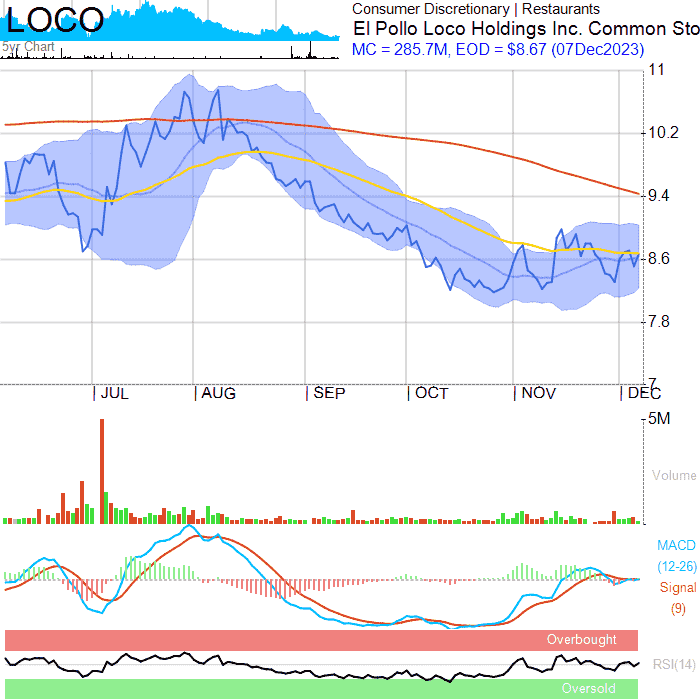 LOCO
5yr Chart
Consumer Discretionary | Restaurants
El Pollo Loco Holdings Inc. Common Sto
MC = 285.7M, EOD = $8.67 (07Dec2023)
11
10.2
9.4
8.6
7.8
7
JUL AUG SEP OCT NOV DEC
5M
Volume
MACD
(12-26)
Signal
(9)
Overbought
RSI(14)
Oversold